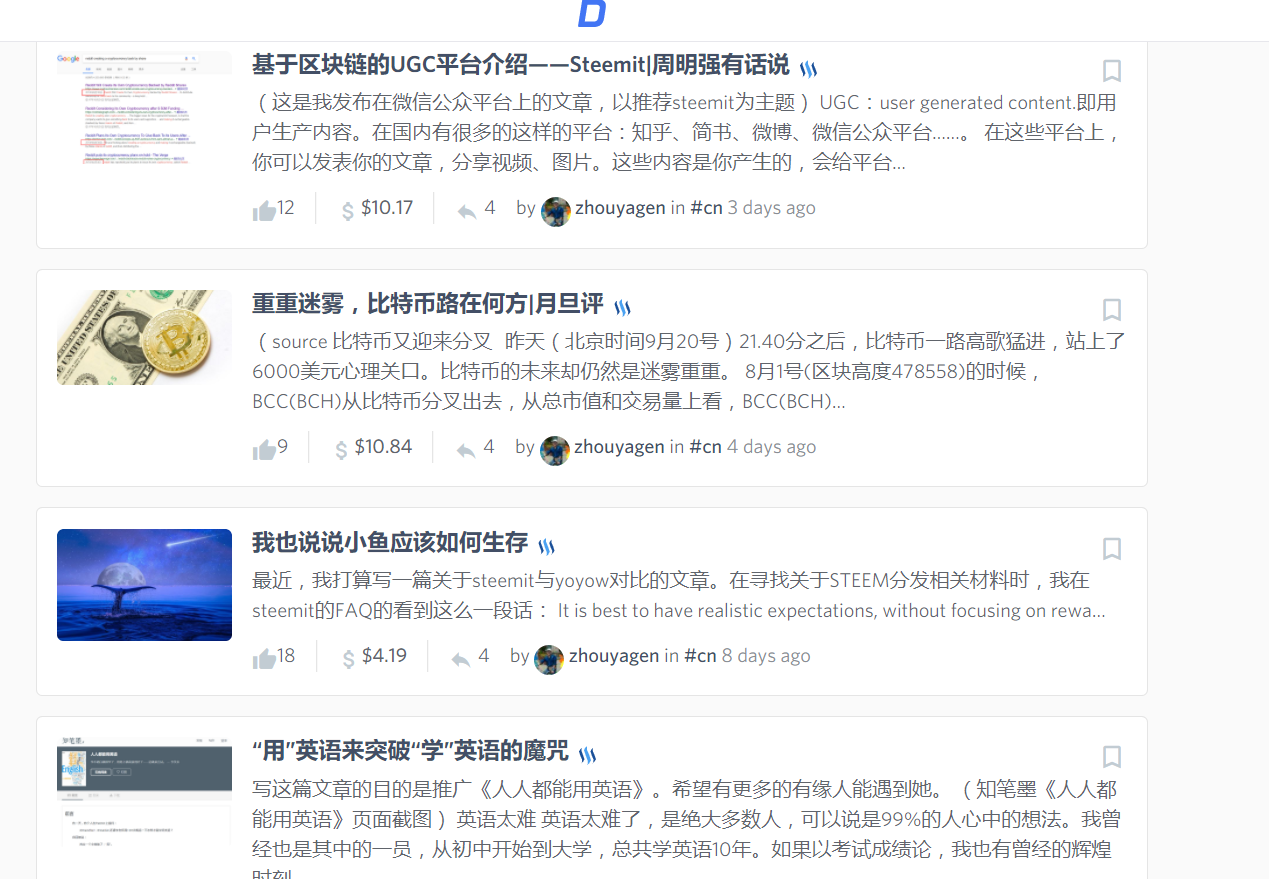 D
Google
基于区块链的UGC平台介绍——Steemit|周明强有话说
（这是我发布在微信公众平台上的文章，以推荐steemit为主题） UGC：user generated content.即用
户生产内容。在国内有很多的这样的平台：知乎、简书、微博、微信公众平台......。 在这些平台上，
你可以发表你的文章，分享视频、图片。这些内容是你产生的，会给平台...
12 $ $10.17 4 by zhouyagen in #cn 3 days ago
重重迷雾，比特币路在何方|月旦评
（source 比特币又迎来分叉 昨天（北京时间9月20号）21.40分之后，比特币一路高歌猛进，站上了
6000美元心理关口。比特币的未来却仍然是迷雾重重。 8月1号(区块高度478558)的时候，
BCC(BCH)从比特币分叉出去，从总市值和交易量上看，BCC(BCH)...
9 $ $10.84 4 by zhouyagen in #cn 4 days ago
我也说说小鱼应该如何生存
最近，我打算写一篇关于steemit与yoyow对比的文章。在寻找关于STEEM分发相关材料时，我在
steemit的FAQ的看到这么一段话： It is best to have realistic expectations, without focusing on rewa...
18 $ $4.19 4 by zhouyagen in #cn 8 days ago
知笔墨
人人都能用英语
English
“用”英语来突破“学”英语的魔咒
写这篇文章的目的是推广《人人都能用英语》。希望有更多的有缘人能遇到她。 （知笔墨《人人都
能用英语》页面截图） 英语太难 英语太难了，是绝大多数人，可以说是99%的人心中的想法。我曾
经也是其中的一员，从初中开始到大学，总共学英语10年。如果以考试成绩论，我也有曾经的辉煌
时刻